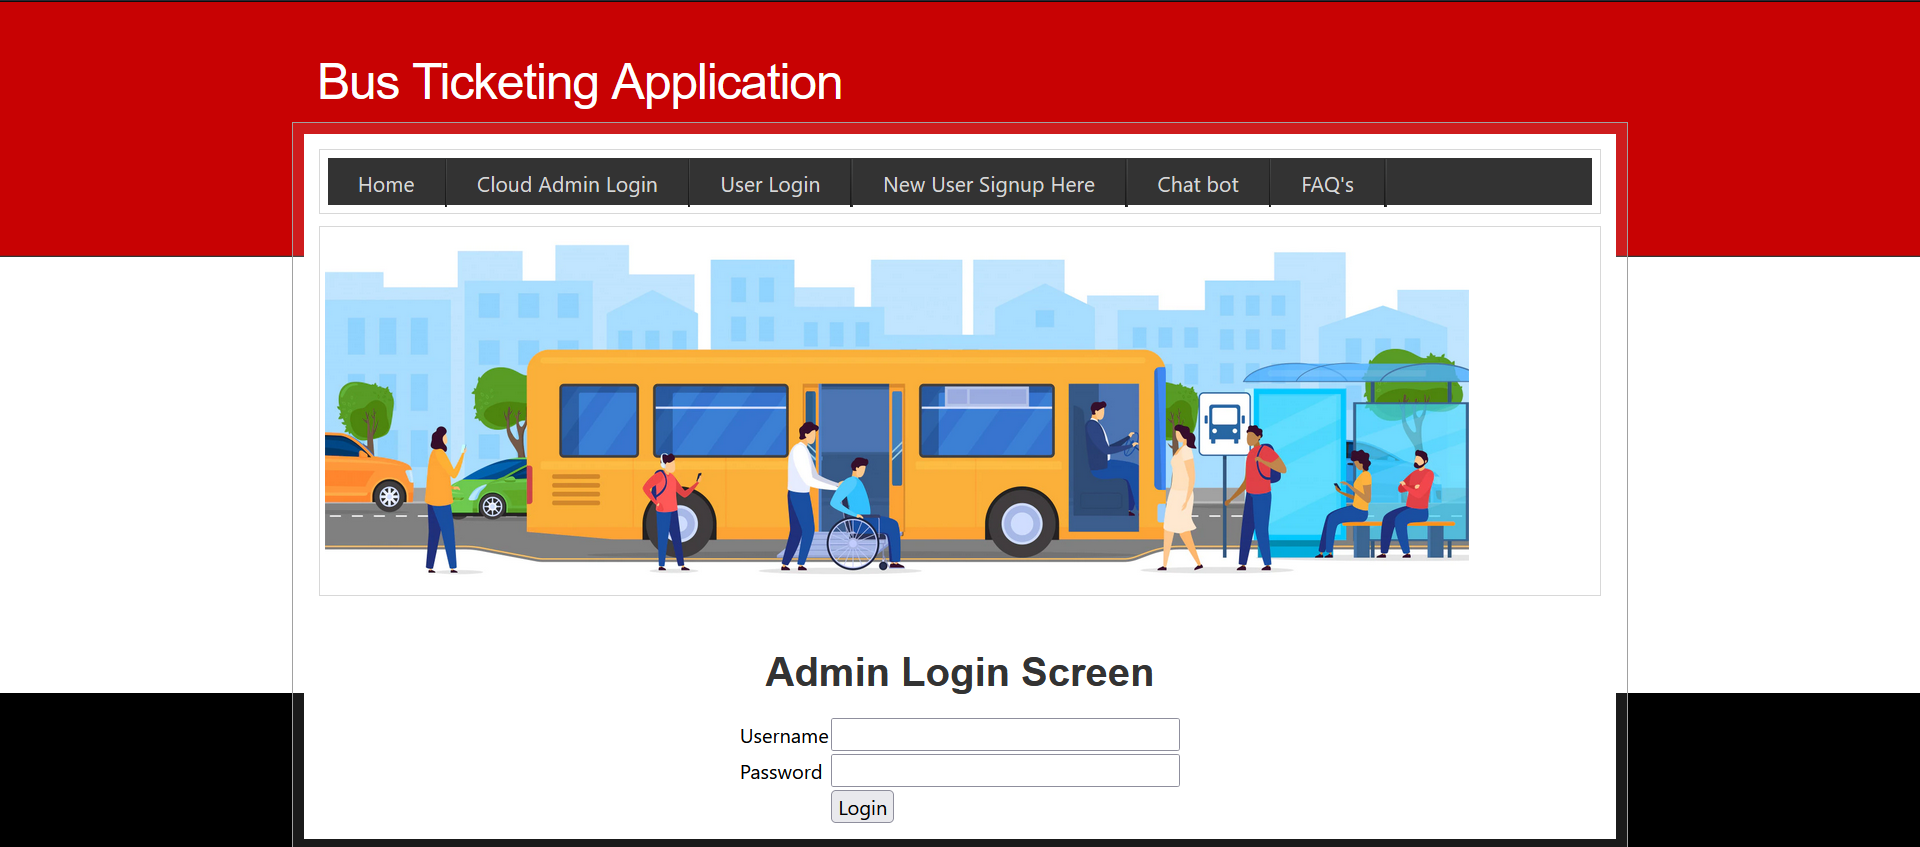 Bus Ticketing Application
Home Cloud Admin Login User Login New User Signup Here Chat bot FAQ's
Admin Login Screen
Username
Password
Login